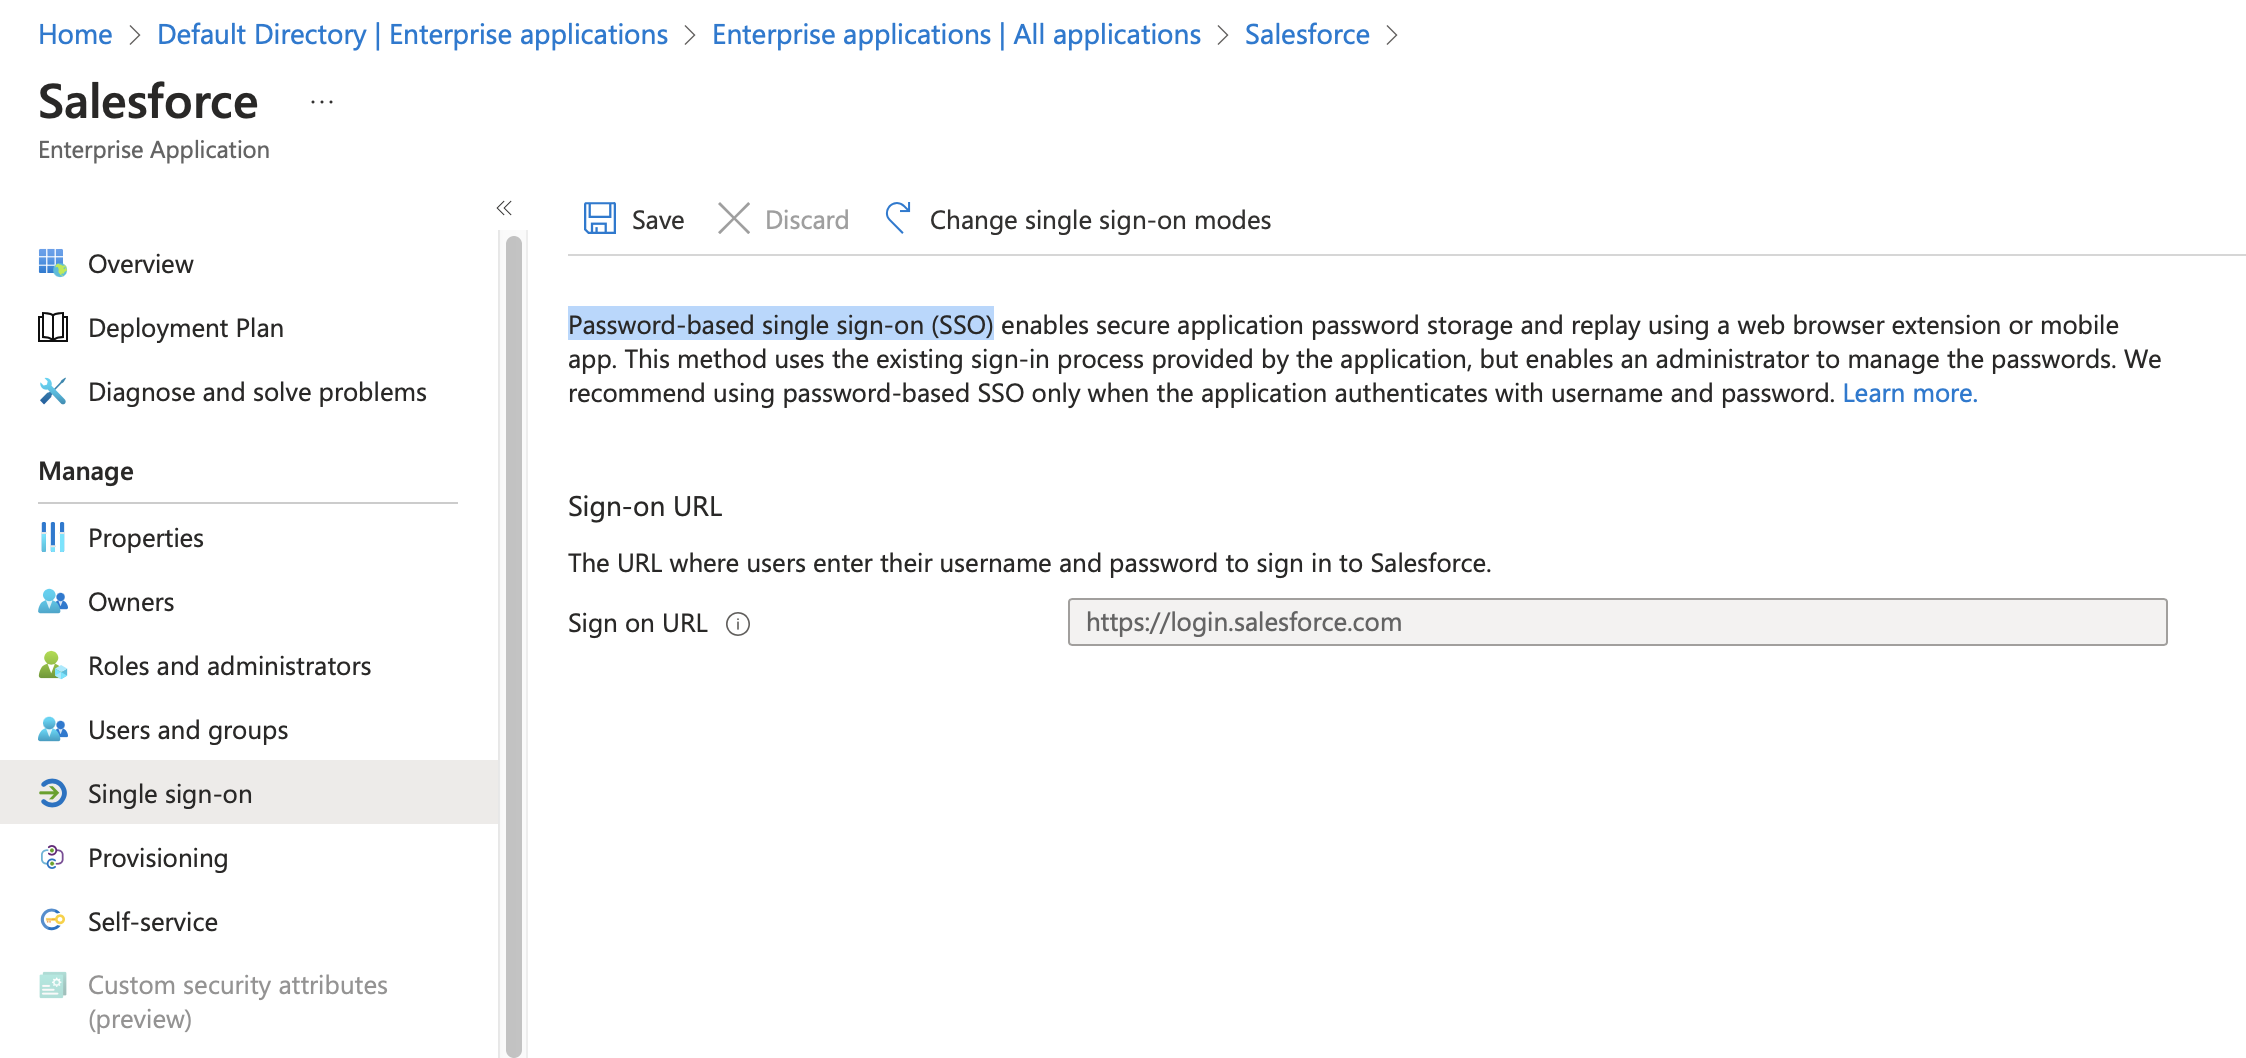 Home > Default Directory | Enterprise applications > Enterprise applications | All applications > Salesforce >
Salesforce ...
Enterprise Application
«
Overview
Deployment Plan
Diagnose and solve problems
Manage
Properties
Owners
Roles and administrators
Users and groups
Single sign-on
Provisioning
Self-service
Custom security attributes
(preview)
Save Discard Change single sign-on modes
Password-based single sign-on (SSO) enables secure application password storage and replay using a web browser extension or mobile
app. This method uses the existing sign-in process provided by the application, but enables an administrator to manage the passwords. We
recommend using password-based SSO only when the application authenticates with username and password. Learn more.
Sign-on URL
The URL where users enter their username and password to sign in to Salesforce.
Sign on URL
https://login.salesforce.com